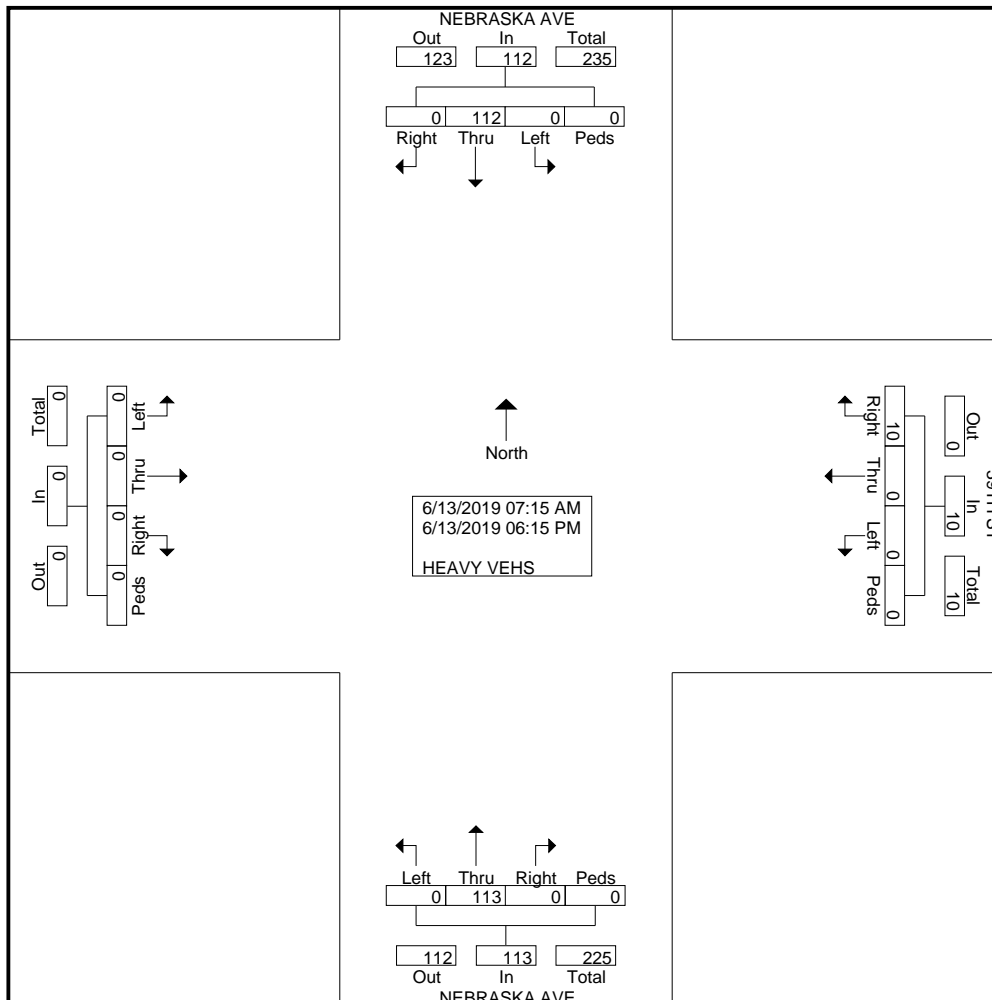 NEBRASKA AVE
Out In Total
123 112 235
0 112 0 0
Right Thru Left Peds
Total In Out
0 0 0
0 0 0 0
Left Thru Right Peds
North
6/13/2019 07:15 AM
6/13/2019 06:15 PM
HEAVY VEHS
Right Thru Left Peds
10 0 0 0
Out In Total
0 10 10
Left Thru Right Peds
0 113 0 0
112 113 225
Out In Total
NEBRASKA AVE